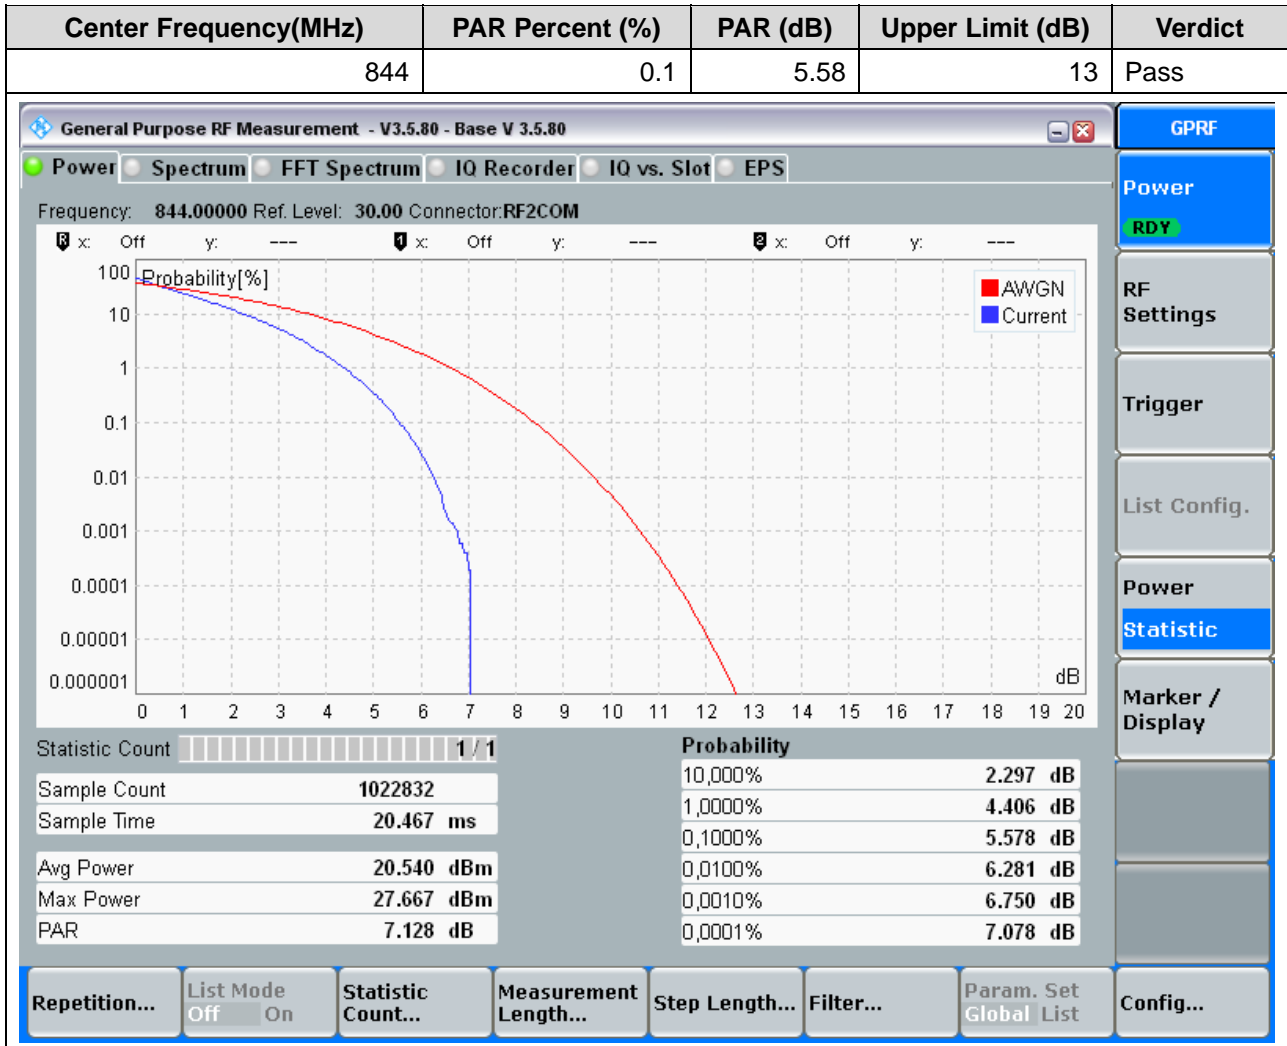 Center Frequency(MHz) PAR Percent (%) PAR (dB) Upper Limit (dB) Verdict
844 0.1 5.58 13 Pass
General Purpose RF Measurement - V3.5.80 - Base V 3.5.80
GPRF
Power Spectrum FFT Spectrum IQ Recorder IQ vs. Slot EPS
Frequency: 844.00000 Ref. Level: 30.00 Connector:RF2COM
R x: Off y: --- 1 x: Off y: --- 2 x: Off y: ---
Probability[%]
100
10
1
0.1
0.01
0.001
0.0001
0.00001
0.000001
AWGN
Current
dB
0 1 2 3 4 5 6 7 8 9 10 11 12 13 14 15 16 17 18 19 20
Statistic Count 1 / 1
Sample Count 1022832
Sample Time 20.467 ms
Avg Power 20.540 dBm
Max Power 27.667 dBm
PAR 7.128 dB
Probability
10,000% 2.297 dB
1,0000% 4.406 dB
0,1000% 5.578 dB
0,0100% 6.281 dB
0,0010% 6.750 dB
0,0001% 7.078 dB
Power
RDY
RF
Settings
Trigger
List Config.
Power
Statistic
Marker /
Display
Repetition...
List Mode
Off On
Statistic
Count...
Measurement
Length...
Step Length...
Filter...
Param. Set
Global List
Config...